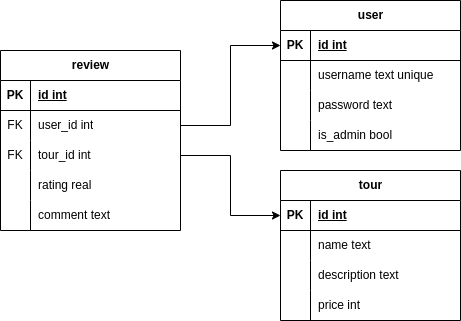 user
PK id int
username text unique
password text
is_admin bool
review
PK id int
FK user_id int
FK tour_id int
rating real
comment text
tour
PK id int
name text
description text
price int